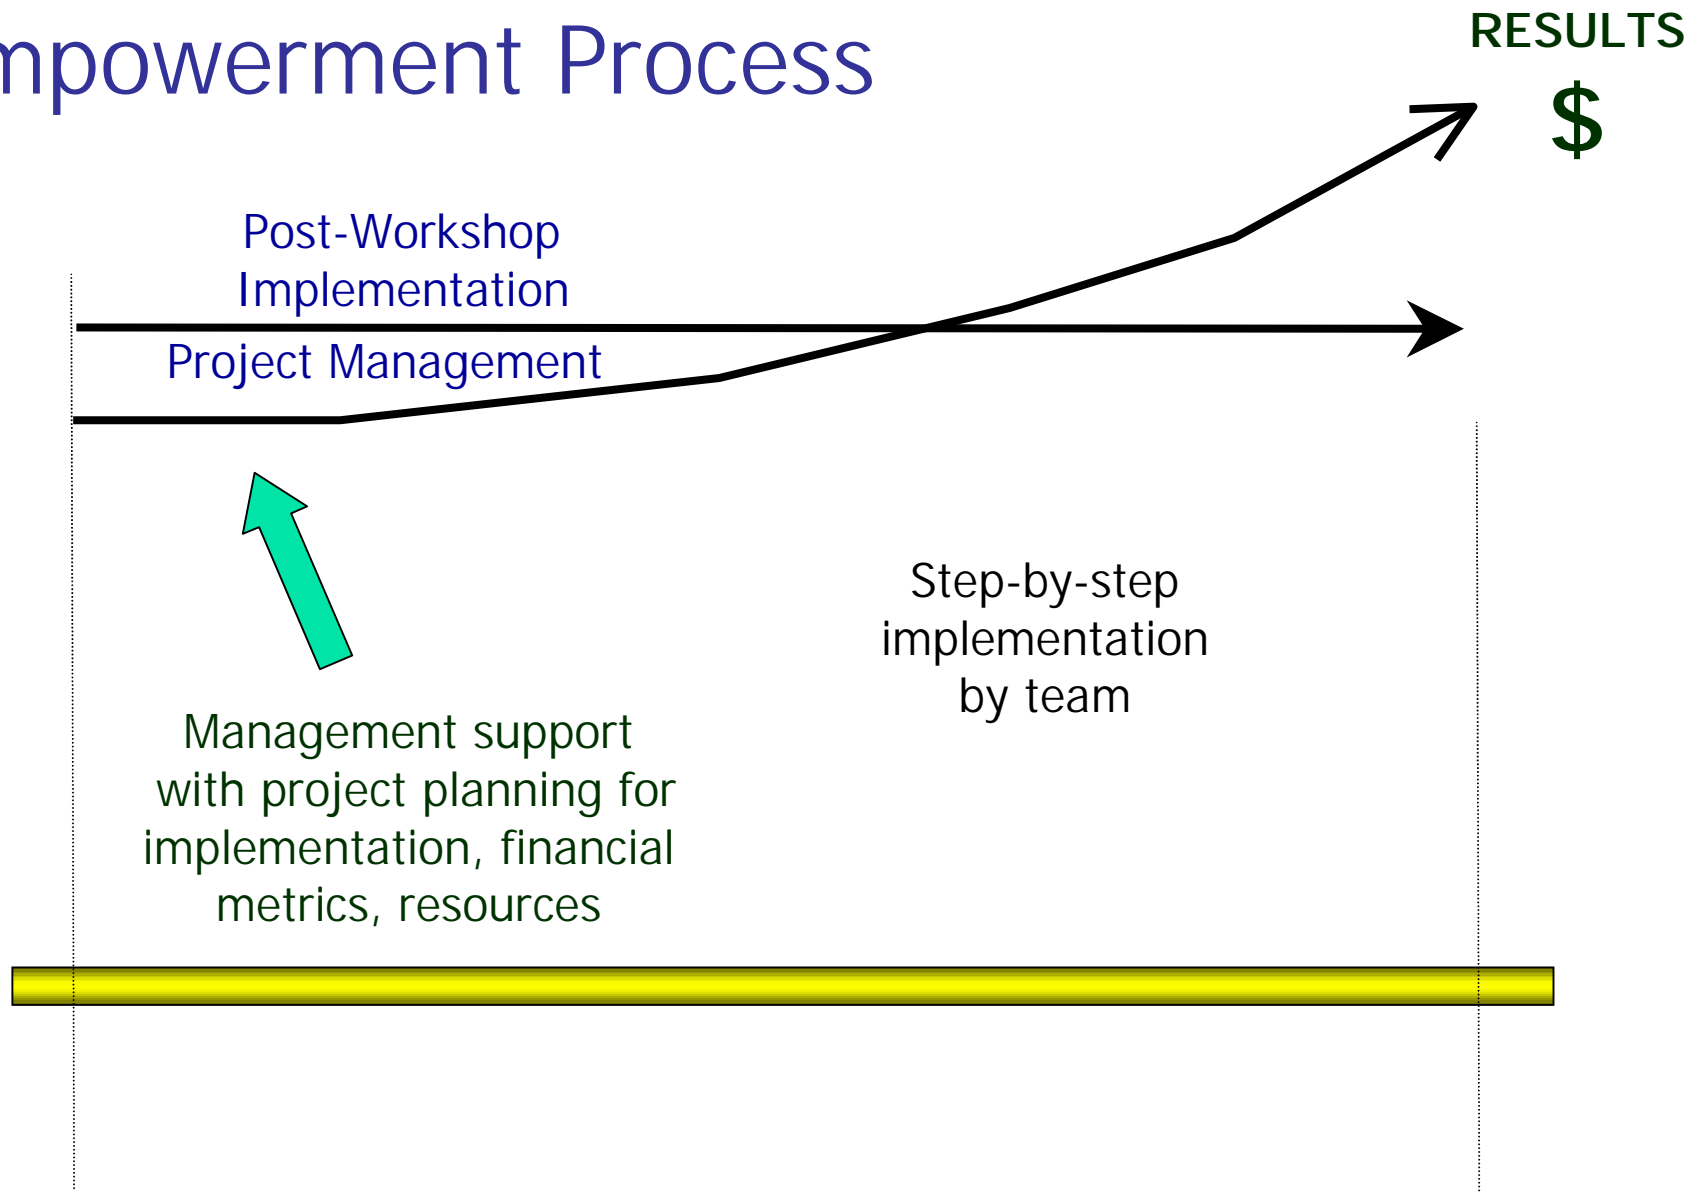 mpowerment Process
RESULTS
$
Post-Workshop
Implementation
Project Management
Step-by-step
implementation
by team
Management support
with project planning for
implementation, financial
metrics, resources